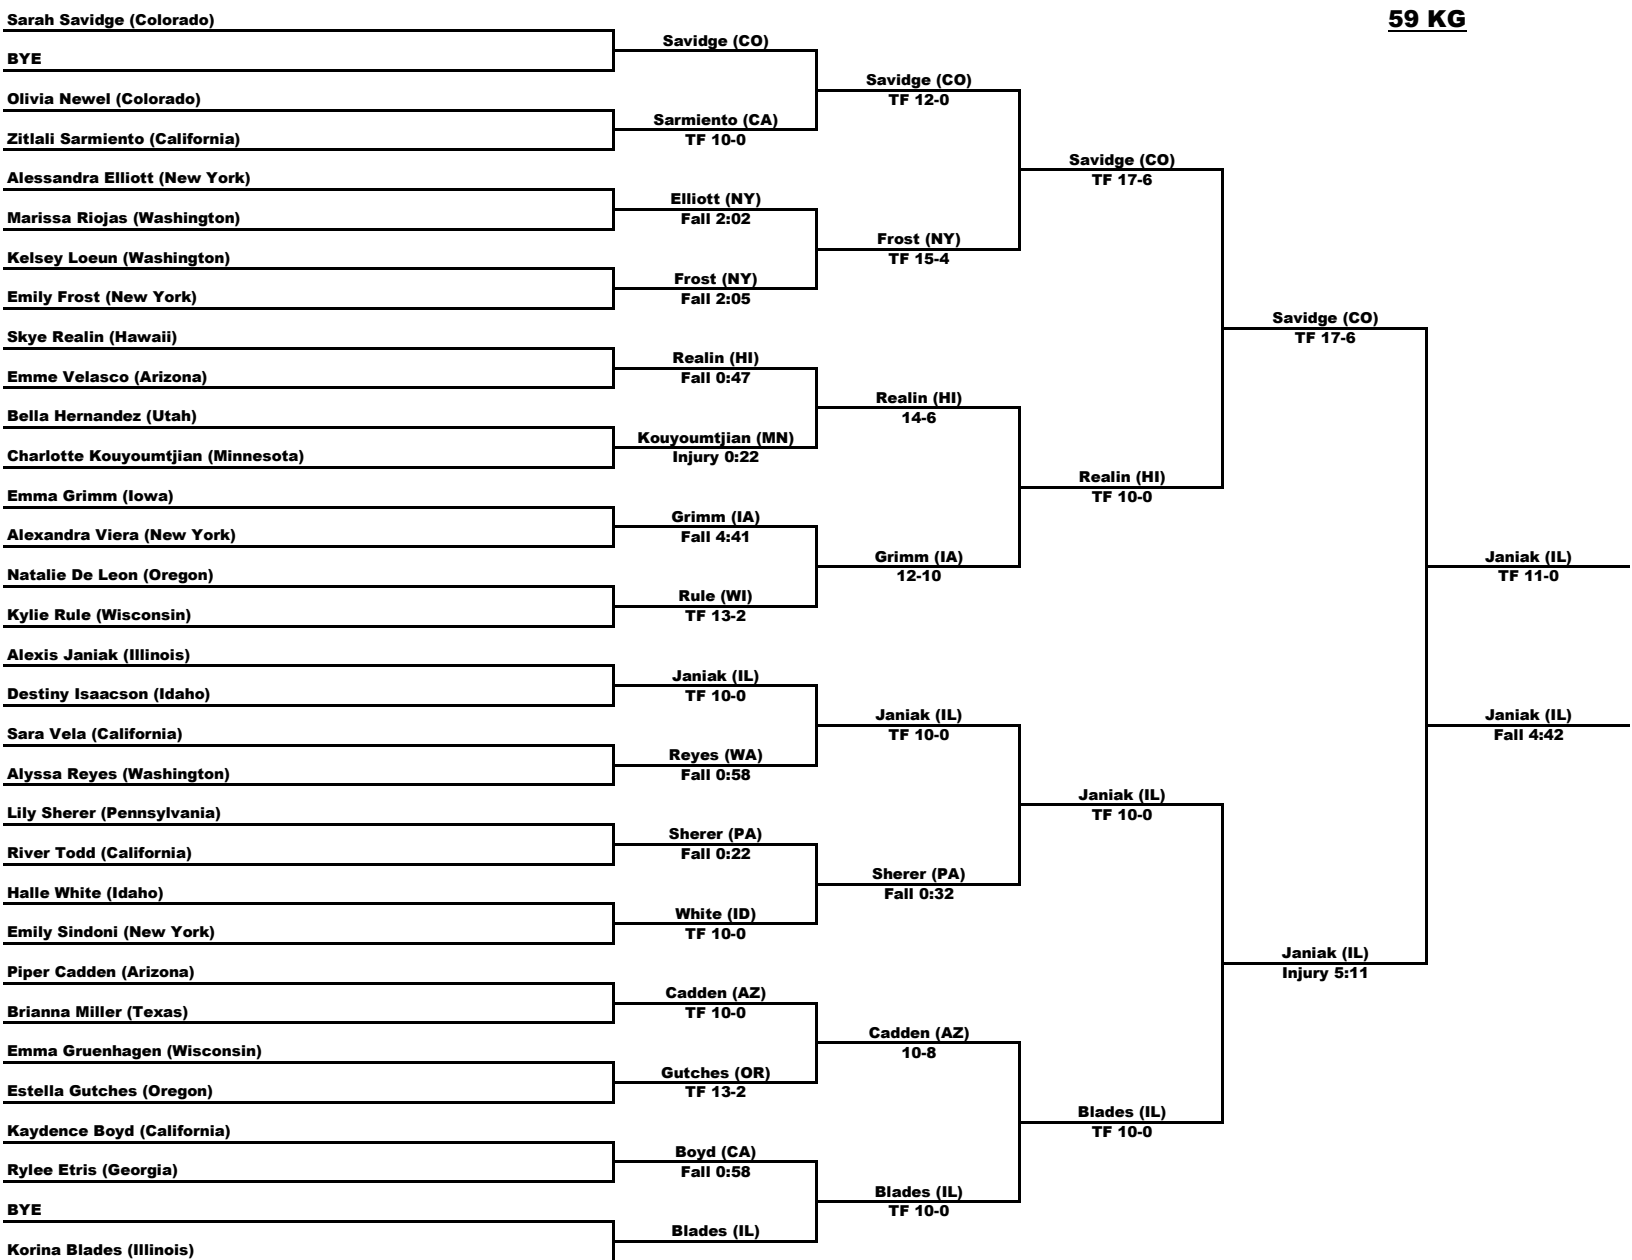 59 KG
Sarah Savidge (Colorado)
BYE
Olivia Newel (Colorado)
Zitlali Sarmiento (California)
Alessandra Elliott (New York)
Marissa Riojas (Washington)
Kelsey Loeun (Washington)
Emily Frost (New York)
Skye Realin (Hawaii)
Emme Velasco (Arizona)
Bella Hernandez (Utah)
Charlotte Kouyoumtjian (Minnesota)
Emma Grimm (Iowa)
Alexandra Viera (New York)
Natalie De Leon (Oregon)
Kylie Rule (Wisconsin)
Alexis Janiak (Illinois)
Destiny Isaacson (Idaho)
Sara Vela (California)
Alyssa Reyes (Washington)
Lily Sherer (Pennsylvania)
River Todd (California)
Halle White (Idaho)
Emily Sindoni (New York)
Piper Cadden (Arizona)
Brianna Miller (Texas)
Emma Gruenhagen (Wisconsin)
Estella Gutches (Oregon)
Kaydence Boyd (California)
Rylee Etris (Georgia)
BYE
Korina Blades (Illinois)
Savidge (CO)
Sarmiento (CA)
TF 10-0
Elliott (NY)
Fall 2:02
Frost (NY)
Fall 2:05
Realin (HI)
Fall 0:47
Kouyoumtjian (MN)
Injury 0:22
Grimm (IA)
Fall 4:41
Rule (WI)
TF 13-2
Janiak (IL)
TF 10-0
Reyes (WA)
Fall 0:58
Sherer (PA)
Fall 0:22
White (ID)
TF 10-0
Cadden (AZ)
TF 10-0
Gutches (OR)
TF 13-2
Boyd (CA)
Fall 0:58
Blades (IL)
Savidge (CO)
TF 12-0
Frost (NY)
TF 15-4
Realin (HI)
14-6
Grimm (IA)
12-10
Janiak (IL)
TF 10-0
Sherer (PA)
Fall 0:32
Cadden (AZ)
10-8
Blades (IL)
TF 10-0
Savidge (CO)
TF 17-6
Realin (HI)
TF 10-0
Janiak (IL)
TF 10-0
Blades (IL)
TF 10-0
Savidge (CO)
TF 17-6
Janiak (IL)
Injury 5:11
Janiak (IL)
TF 11-0
Janiak (IL)
Fall 4:42